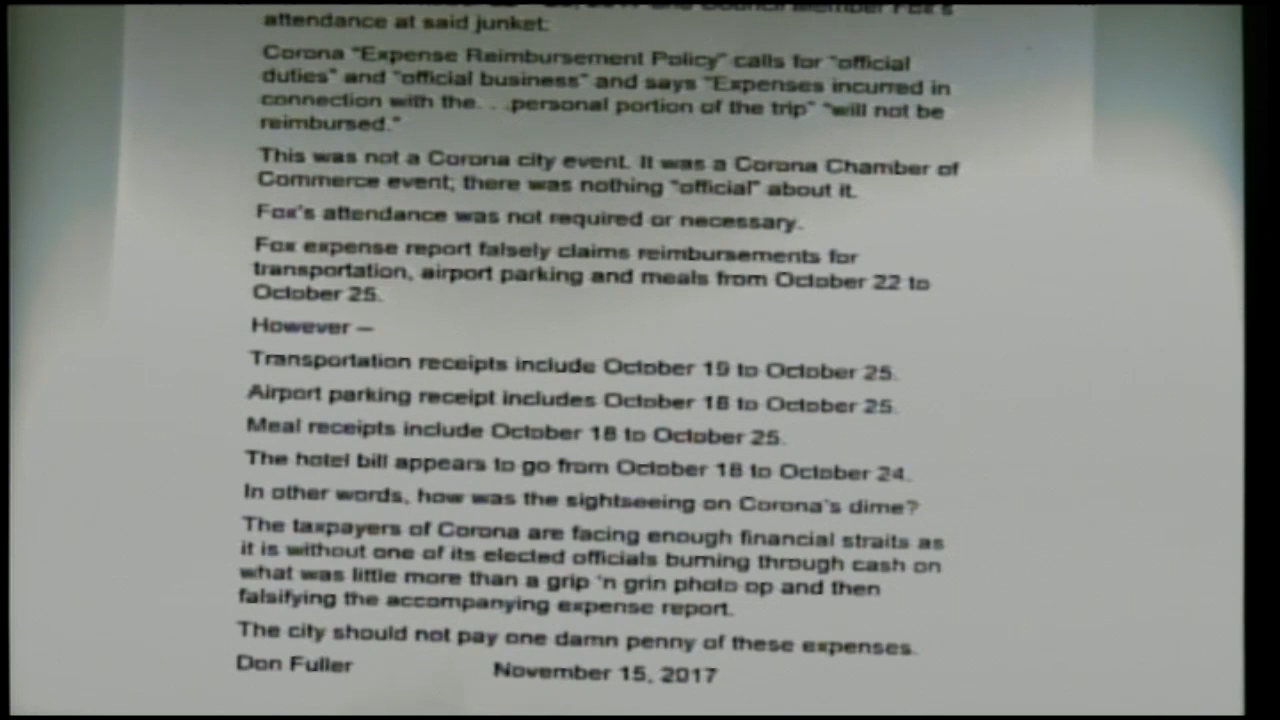 Council Member Fox's
attendance at said junket:
Corona "Expense Reimbursement Policy" calls for "official
duties" and "official business" and says "Expenses incurred in
connection with the. . .personal portion of the trip" "will not be
reimbursed."
This was not a Corona city event. It was a Corona Chamber of
Commerce event; there was nothing "official" about it.
Fox's attendance was not required or necessary.
Fox expense report falsely claims reimbursements for
transportation, airport parking and meals from October 22 to
October 25.
However –
Transportation receipts include October 19 to October 25.
Airport parking receipt includes October 18 to October 25.
Meal receipts include October 18 to October 25.
The hotel bill appears to go from October 18 to October 24.
In other words, how was the sightseeing on Corona's dime?
The taxpayers of Corona are facing enough financial straits as
it is without one of its elected officials burning through cash on
what was little more than a grip 'n grin photo op and then
falsifying the accompanying expense report.
The city should not pay one damn penny of these expenses.
Don Fuller November 15, 2017